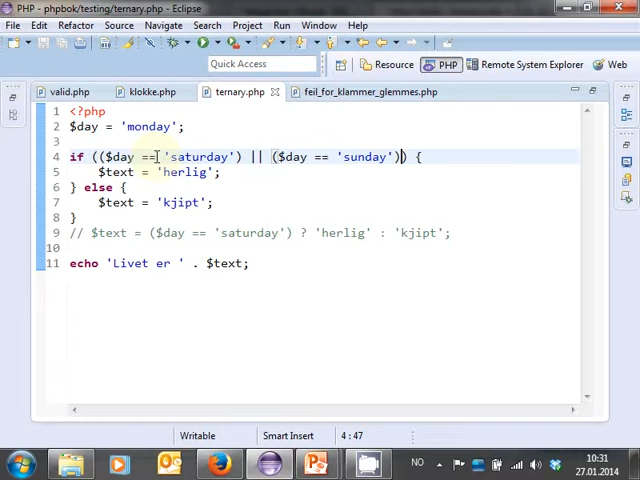 PHP - phpbok/testing/ternary.php - Eclipse
File Edit Refactor Source Navigate Search Project Run Window Help
Quick Access Resource PHP Remote System Explorer Web
valid.php klokke.php ternary.php feil_for_klammer_glemmes.php
1 <?php
2 $day = 'monday';
3
4 if (($day == 'saturday') || ($day == 'sunday')) {
5 $text = 'herlig';
6 } else {
7 $text = 'kjipt';
8 }
9 // $text = ($day == 'saturday') ? 'herlig' : 'kjipt';
10
11 echo 'Livet er ' . $text;
Writable Smart Insert 4 : 47
NO 10:31
27.01.2014